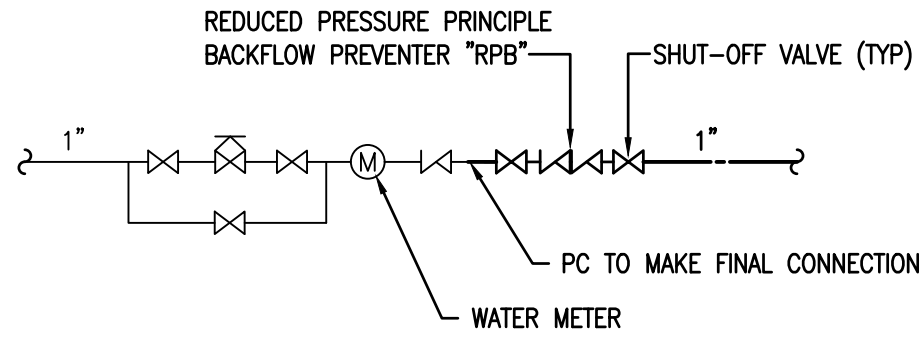 REDUCED PRESSURE PRINCIPLE
BACKFLOW PREVENTER "RPB"
SHUT-OFF VALVE (TYP)
1"
1"
M
PC TO MAKE FINAL CONNECTION
WATER METER